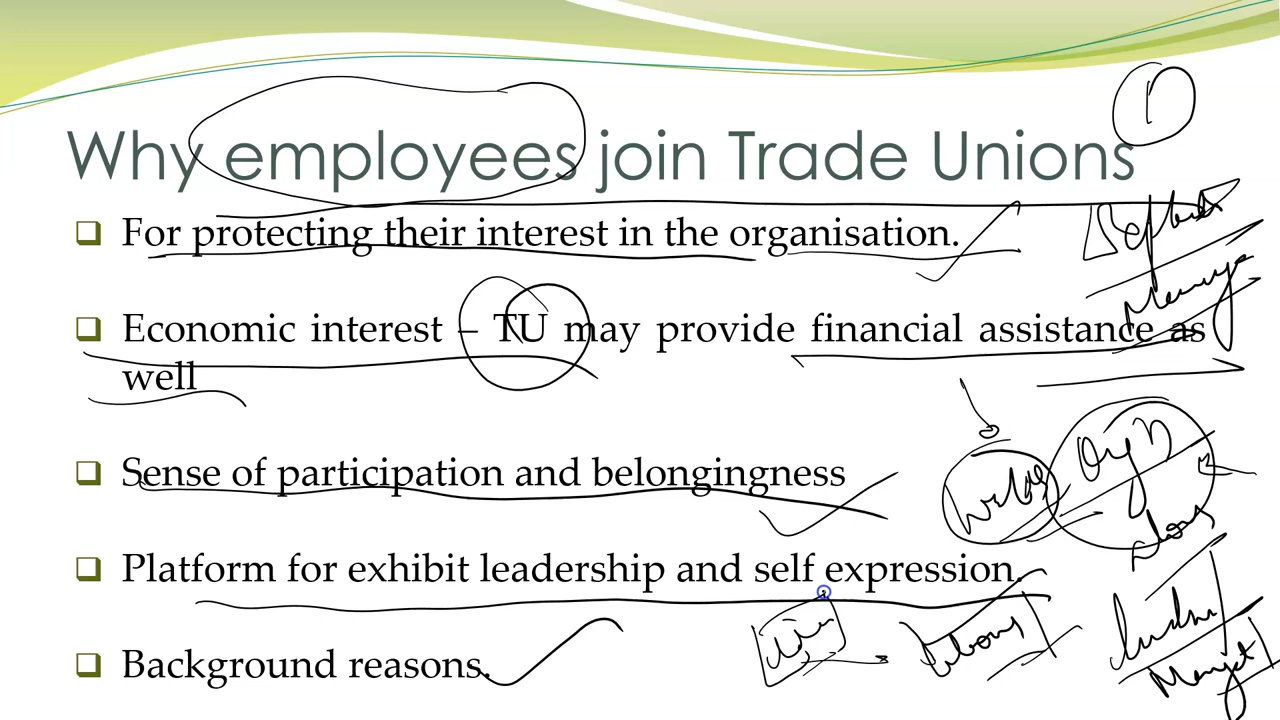 Why employees join Trade Unions
❑ For protecting their interest in the organisation.
❑ Economic interest – TU may provide financial assistance as
well
❑ Sense of participation and belongingness
❑ Platform for exhibit leadership and self expression.
❑ Background reasons.